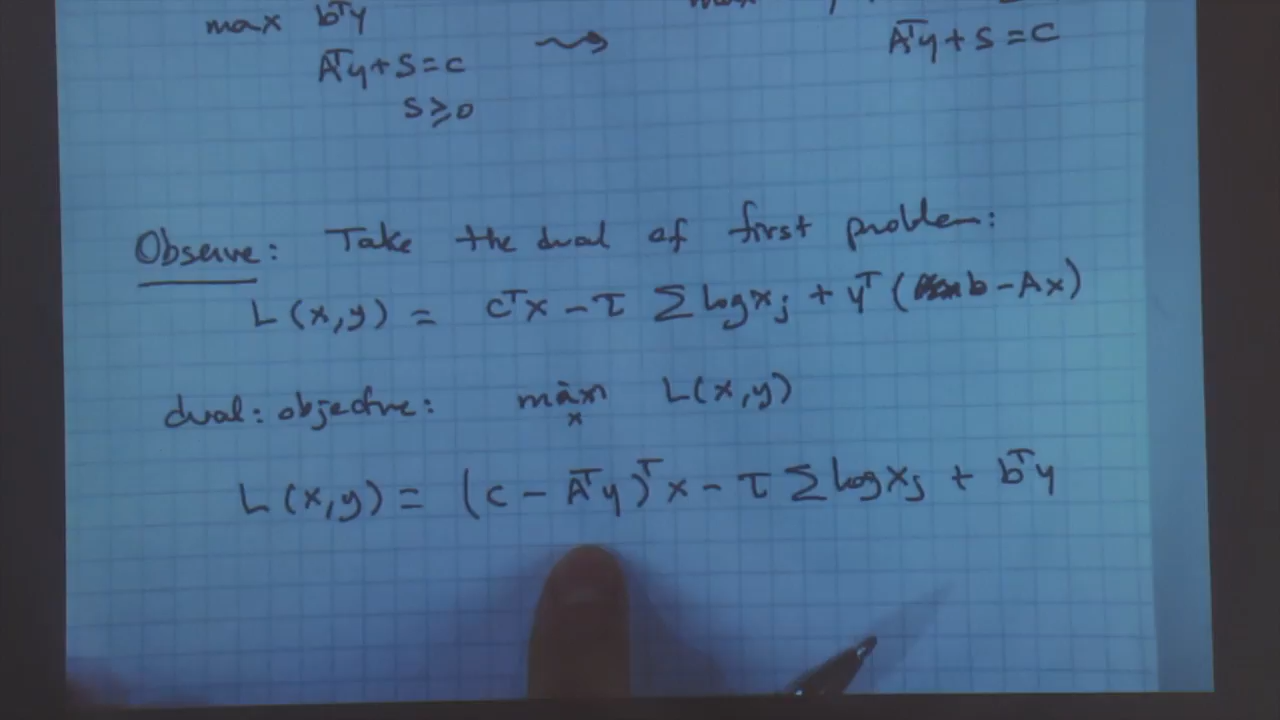 max bᵀy
Aᵀy + s = c ⇝ Aᵀy + s = c
s ≥ 0
Observe: Take the dual of first problem:
L(x,y) = cᵀx - τ Σ log xⱼ + yᵀ (b - Ax)
dual: objective: min L(x,y)
x
L(x,y) = (c - Aᵀy)ᵀx - τ Σ log xⱼ + bᵀy